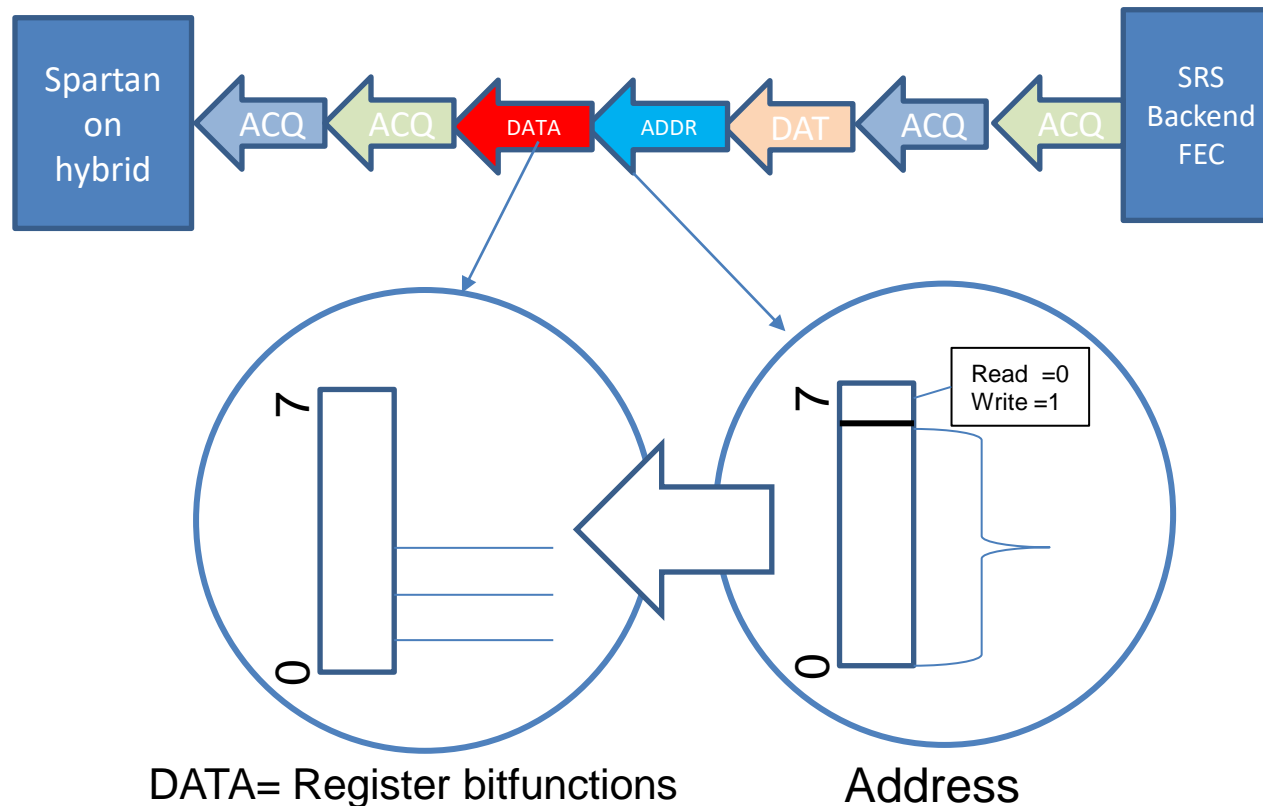 Spartan
on
hybrid
ACQ
ACQ
DATA
ADDR
DAT
ACQ
ACQ
SRS
Backend
FEC
7
0
7
0
Read =0
Write =1
DATA= Register bitfunctions
Address